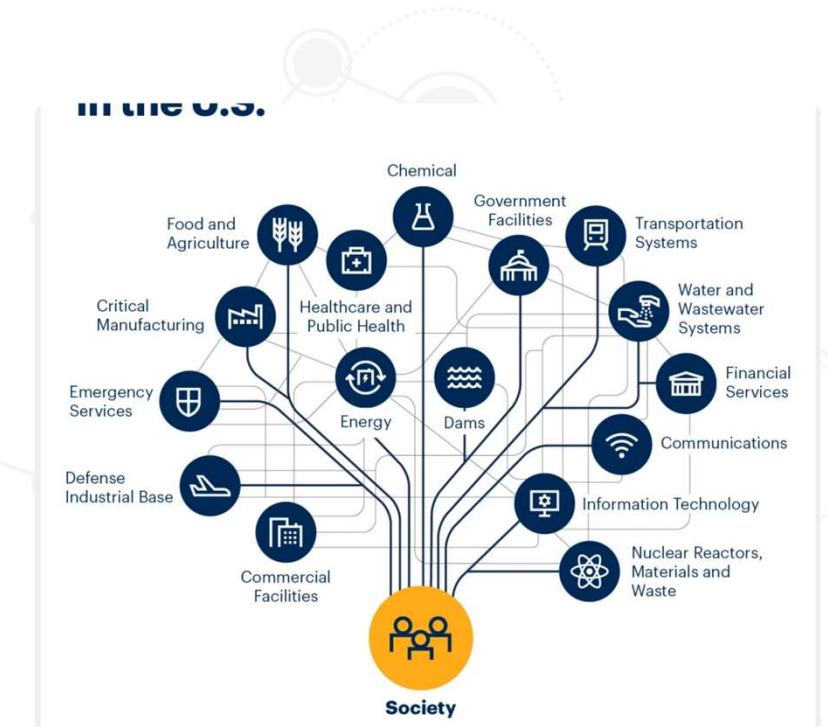 in the U.S.
Chemical
Government
Facilities
Food and
Agriculture
Transportation
Systems
Healthcare and
Public Health
Critical
Manufacturing
Water and
Wastewater
Systems
Emergency
Services
Energy
Dams
Financial
Services
Communications
Defense
Industrial Base
Information Technology
Commercial
Facilities
Nuclear Reactors,
Materials and
Waste
Society